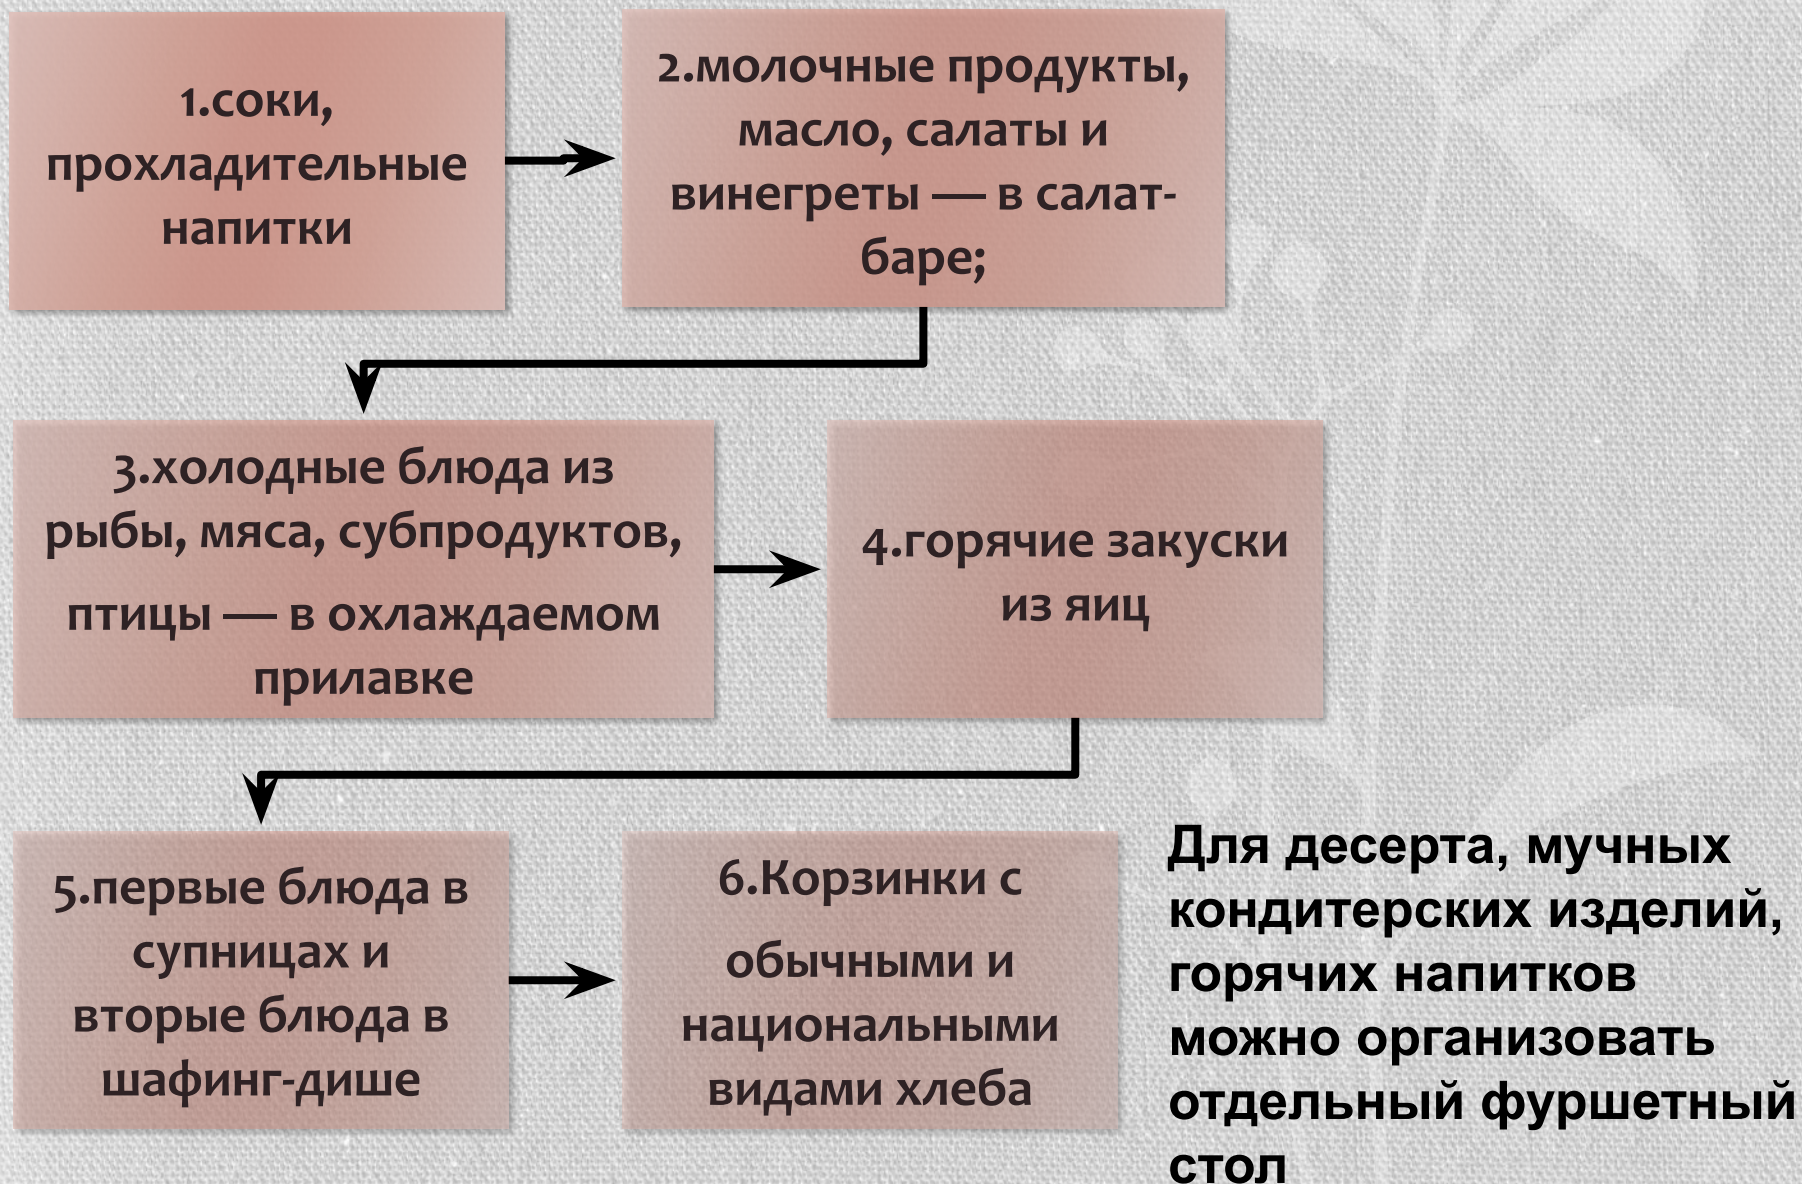 1.соки,
прохладительные
напитки
2.молочные продукты,
масло, салаты и
винегреты — в салат-
баре;
3.холодные блюда из
рыбы, мяса, субпродуктов,
птицы — в охлаждаемом
прилавке
4.горячие закуски
из яиц
5.первые блюда в
супницах и
вторые блюда в
шафинг-дише
6.Корзинки с
обычными и
национальными
видами хлеба
Для десерта, мучных
кондитерских изделий,
горячих напитков
можно организовать
отдельный фуршетный
стол